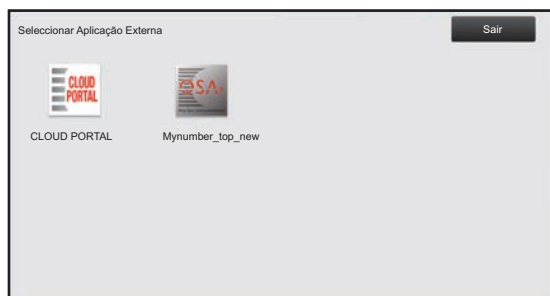 Seleccionar Aplicação Externa
Sair
CLOUD
PORTAL
OSA
CLOUD PORTAL
Mynumber_top_new